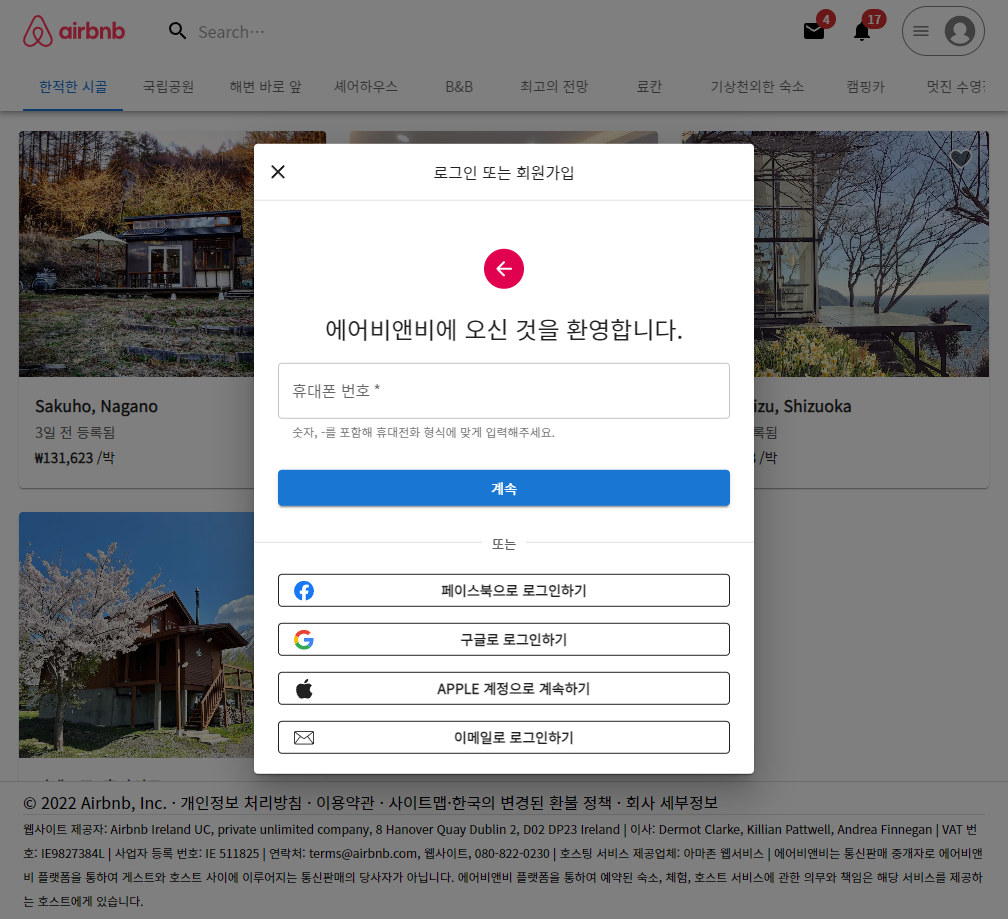 airbnb
Search…
4
17
한적한 시골
국립공원
해변 바로 앞
셰어하우스
B&B
최고의 전망
료칸
기상천외한 숙소
캠핑카
멋진 수영
로그인 또는 회원가입
에어비앤비에 오신 것을 환영합니다.
휴대폰 번호 *
숫자, -를 포함해 휴대전화 형식에 맞게 입력해주세요.
계속
또는
페이스북으로 로그인하기
구글로 로그인하기
APPLE 계정으로 계속하기
이메일로 로그인하기
Sakuho, Nagano
3일 전 등록됨
₩131,623 /박
izu, Shizuoka
록됨
/박
© 2022 Airbnb, Inc. · 개인정보 처리방침 · 이용약관 · 사이트맵·한국의 변경된 환불 정책 · 회사 세부정보
웹사이트 제공자: Airbnb Ireland UC, private unlimited company, 8 Hanover Quay Dublin 2, D02 DP23 Ireland | 이사: Dermot Clarke, Killian Pattwell, Andrea Finnegan | VAT 번
호: IE9827384L | 사업자 등록 번호: IE 511825 | 연락처: terms@airbnb.com, 웹사이트, 080-822-0230 | 호스팅 서비스 제공업체: 아마존 웹서비스 | 에어비앤비는 통신판매 중개자로 에어비앤
비 플랫폼을 통하여 게스트와 호스트 사이에 이루어지는 통신판매의 당사자가 아닙니다. 에어비앤비 플랫폼을 통하여 예약된 숙소, 체험, 호스트 서비스에 관한 의무와 책임은 해당 서비스를 제공하
는 호스트에게 있습니다.